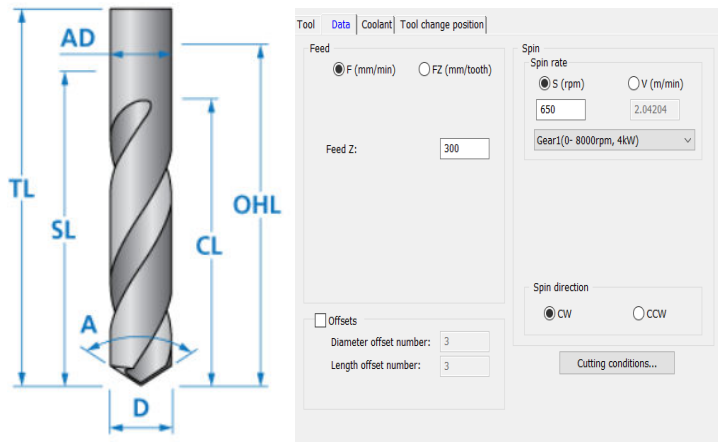 AD
TL
SL
OHL
CL
A
D
Tool Data Coolant Tool change position
Feed
F (mm/min) FZ (mm/tooth)
Feed Z: 300
Offsets
Diameter offset number: 3
Length offset number: 3
Spin
Spin rate
S (rpm) V (m/min)
650 2.04204
Gear1(0- 8000rpm, 4kW)
Spin direction
CW CCW
Cutting conditions...